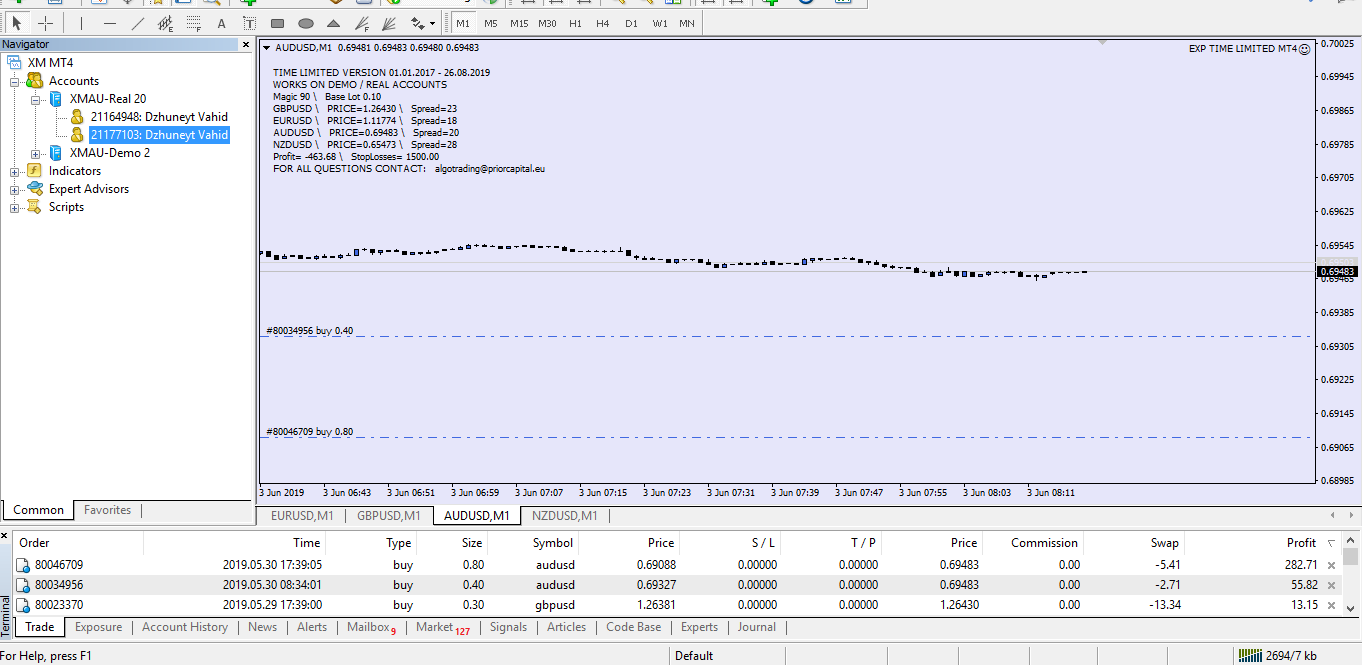 A T E F
M1 M5 M15 M30 H1 H4 D1 W1 MN
Navigator
XM MT4
Accounts
XMAU-Real 20
21164948: Dzhuneyt Vahid
21177103: Dzhuneyt Vahid
XMAU-Demo 2
Indicators
Expert Advisors
Scripts
Common Favorites
AUDUSD,M1 0.69481 0.69483 0.69480 0.69483
EXP TIME LIMITED MT4
TIME LIMITED VERSION 01.01.2017 - 26.08.2019
WORKS ON DEMO / REAL ACCOUNTS
Magic 90 \ Base Lot 0.10
GBPUSD \ PRICE=1.26430 \ Spread=23
EURUSD \ PRICE=1.11774 \ Spread=18
AUDUSD \ PRICE=0.69483 \ Spread=20
NZDUSD \ PRICE=0.65473 \ Spread=28
Profit= -463.68 \ StopLosses= 1500.00
FOR ALL QUESTIONS CONTACT: algotrading@priorcapital.eu
#80034956 buy 0.40
#80046709 buy 0.80
0.70025
0.69945
0.69865
0.69785
0.69705
0.69625
0.69545
0.69503
0.69483
0.69465
0.69385
0.69305
0.69225
0.69145
0.69065
0.68985
3 Jun 2019 3 Jun 06:43 3 Jun 06:51 3 Jun 06:59 3 Jun 07:07 3 Jun 07:15 3 Jun 07:23 3 Jun 07:31 3 Jun 07:39 3 Jun 07:47 3 Jun 07:55 3 Jun 08:03 3 Jun 08:11
EURUSD,M1 GBPUSD,M1 AUDUSD,M1 NZDUSD,M1
Order Time Type Size Symbol Price S / L T / P Price Commission Swap Profit
80046709 2019.05.30 17:39:05 buy 0.80 audusd 0.69088 0.00000 0.00000 0.69483 0.00 -5.41 282.71
80034956 2019.05.30 08:34:01 buy 0.40 audusd 0.69327 0.00000 0.00000 0.69483 0.00 -2.71 55.82
80023370 2019.05.29 17:39:00 buy 0.30 gbpusd 1.26381 0.00000 0.00000 1.26430 0.00 -13.34 13.15
Terminal
Trade Exposure Account History News Alerts Mailbox 9 Market 127 Signals Articles Code Base Experts Journal
For Help, press F1 Default 2694/7 kb